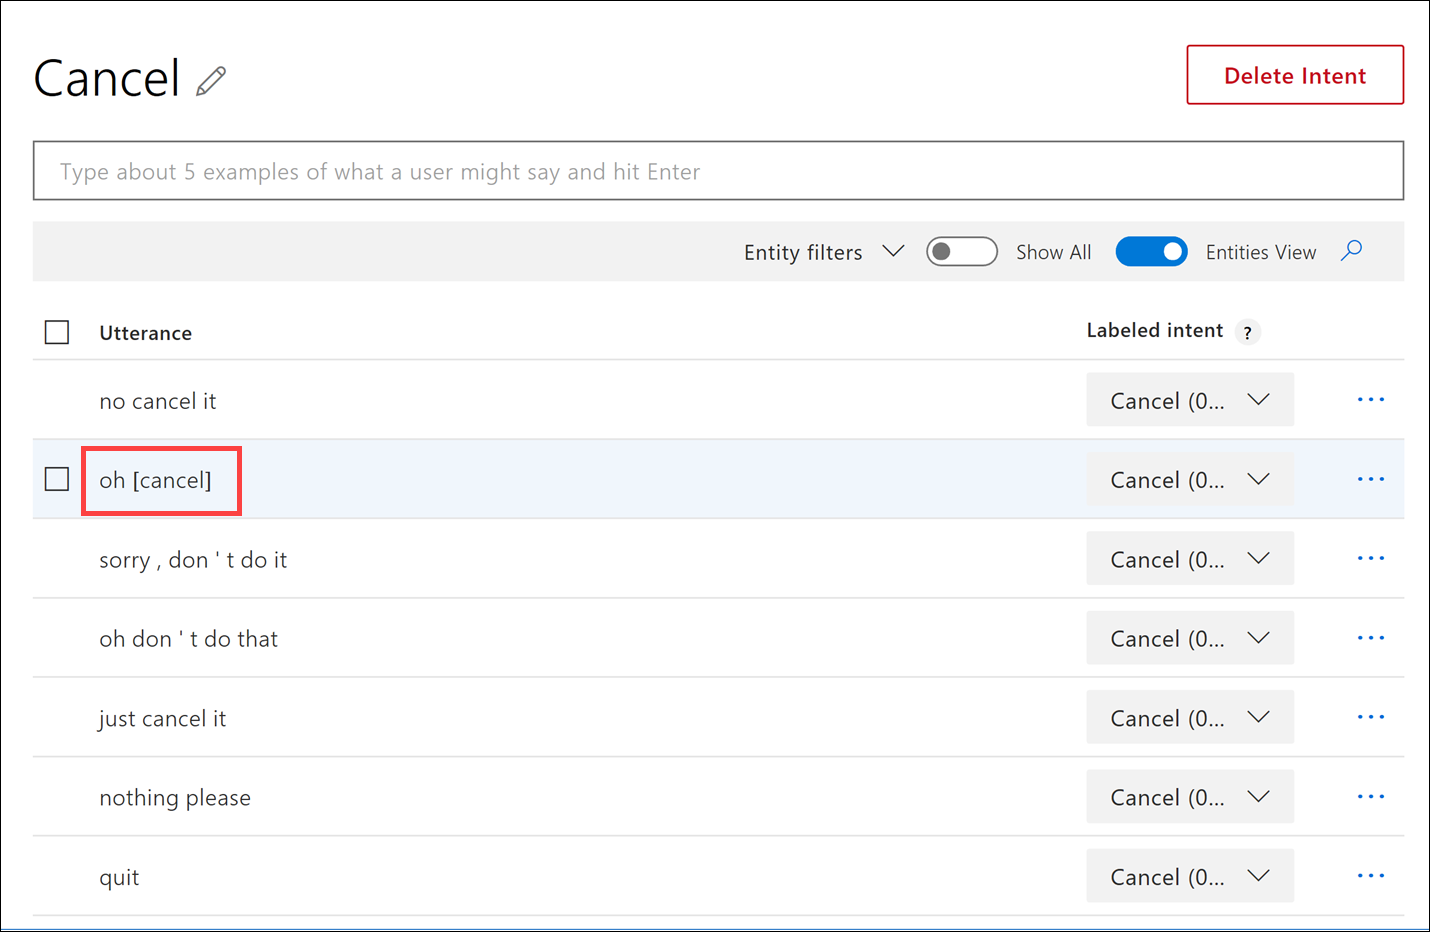 Cancel
Delete Intent
Type about 5 examples of what a user might say and hit Enter
Entity filters Show All Entities View
Utterance Labeled intent ?
no cancel it Cancel (0... ...
oh [cancel] Cancel (0... ...
sorry , don ' t do it Cancel (0... ...
oh don ' t do that Cancel (0... ...
just cancel it Cancel (0... ...
nothing please Cancel (0... ...
quit Cancel (0... ...